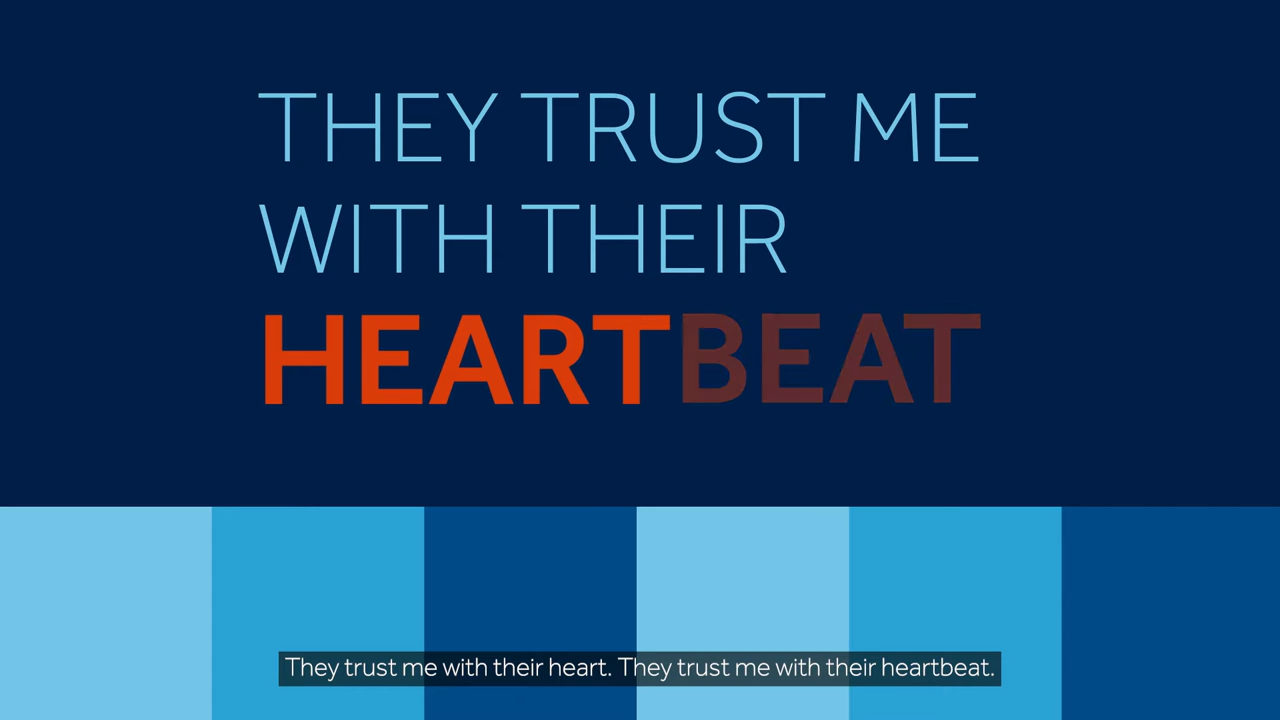 THEY TRUST ME
WITH THEIR
HEARTBEAT
They trust me with their heart. They trust me with their heartbeat.